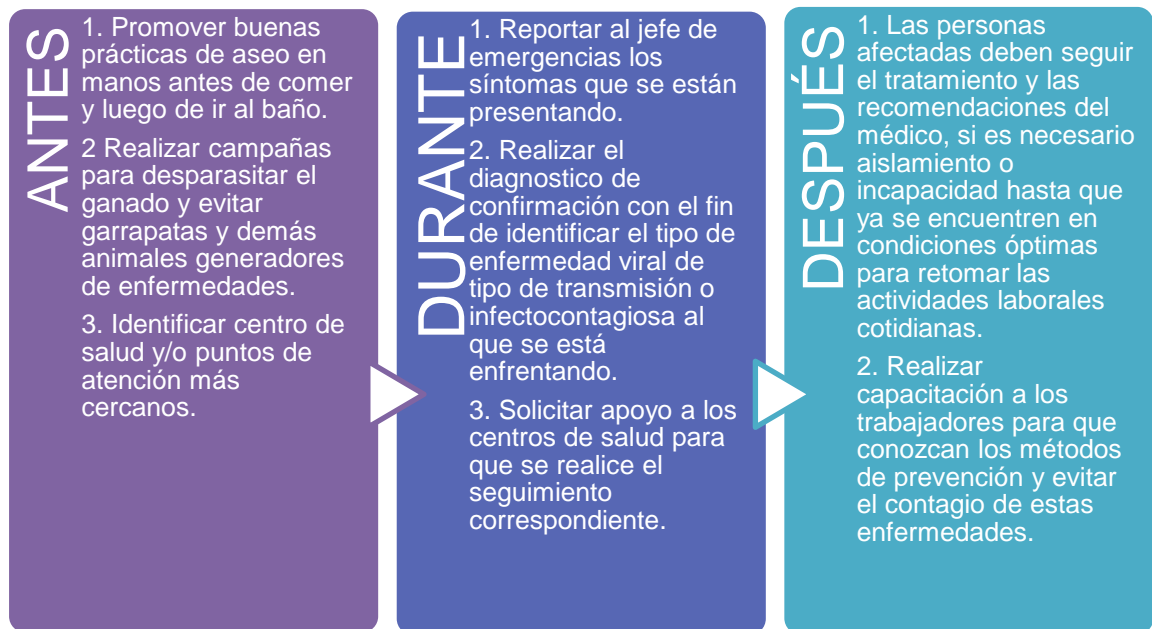 ANTES
1. Promover buenas
prácticas de aseo en
manos antes de comer
y luego de ir al baño.
2 Realizar campañas
para desparasitar el
ganado y evitar
garrapatas y demás
animales generadores
de enfermedades.
3. Identificar centro de
salud y/o puntos de
atención más
cercanos.
DURANTE
1. Reportar al jefe de
emergencias los
síntomas que se están
presentando.
2. Realizar el
diagnostico de
confirmación con el fin
de identificar el tipo de
enfermedad viral de
tipo de transmisión o
infectocontagiosa al
que se está
enfrentando.
3. Solicitar apoyo a los
centros de salud para
que se realice el
seguimiento
correspondiente.
DESPUÉS
1. Las personas
afectadas deben seguir
el tratamiento y las
recomendaciones del
médico, si es necesario
aislamiento o
incapacidad hasta que
ya se encuentren en
condiciones óptimas
para retomar las
actividades laborales
cotidianas.
2. Realizar
capacitación a los
trabajadores para que
conozcan los métodos
de prevención y evitar
el contagio de estas
enfermedades.